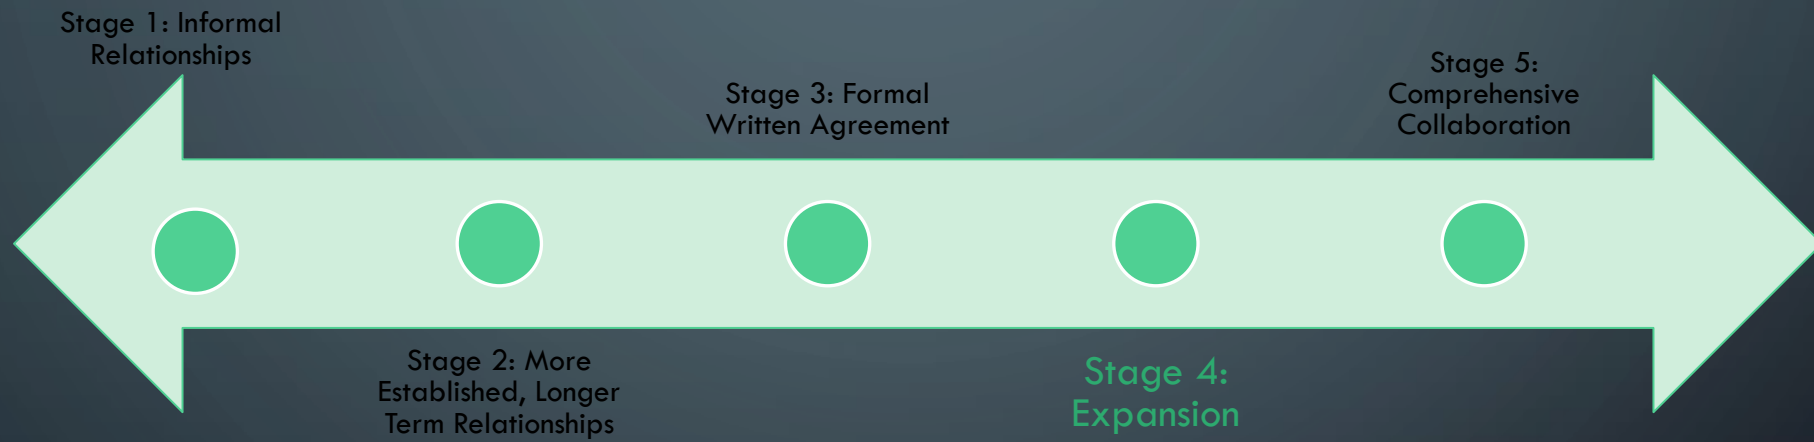 Stage 1: Informal
Relationships
Stage 2: More
Established, Longer
Term Relationships
Stage 3: Formal
Written Agreement
Stage 4:
Expansion
Stage 5:
Comprehensive
Collaboration